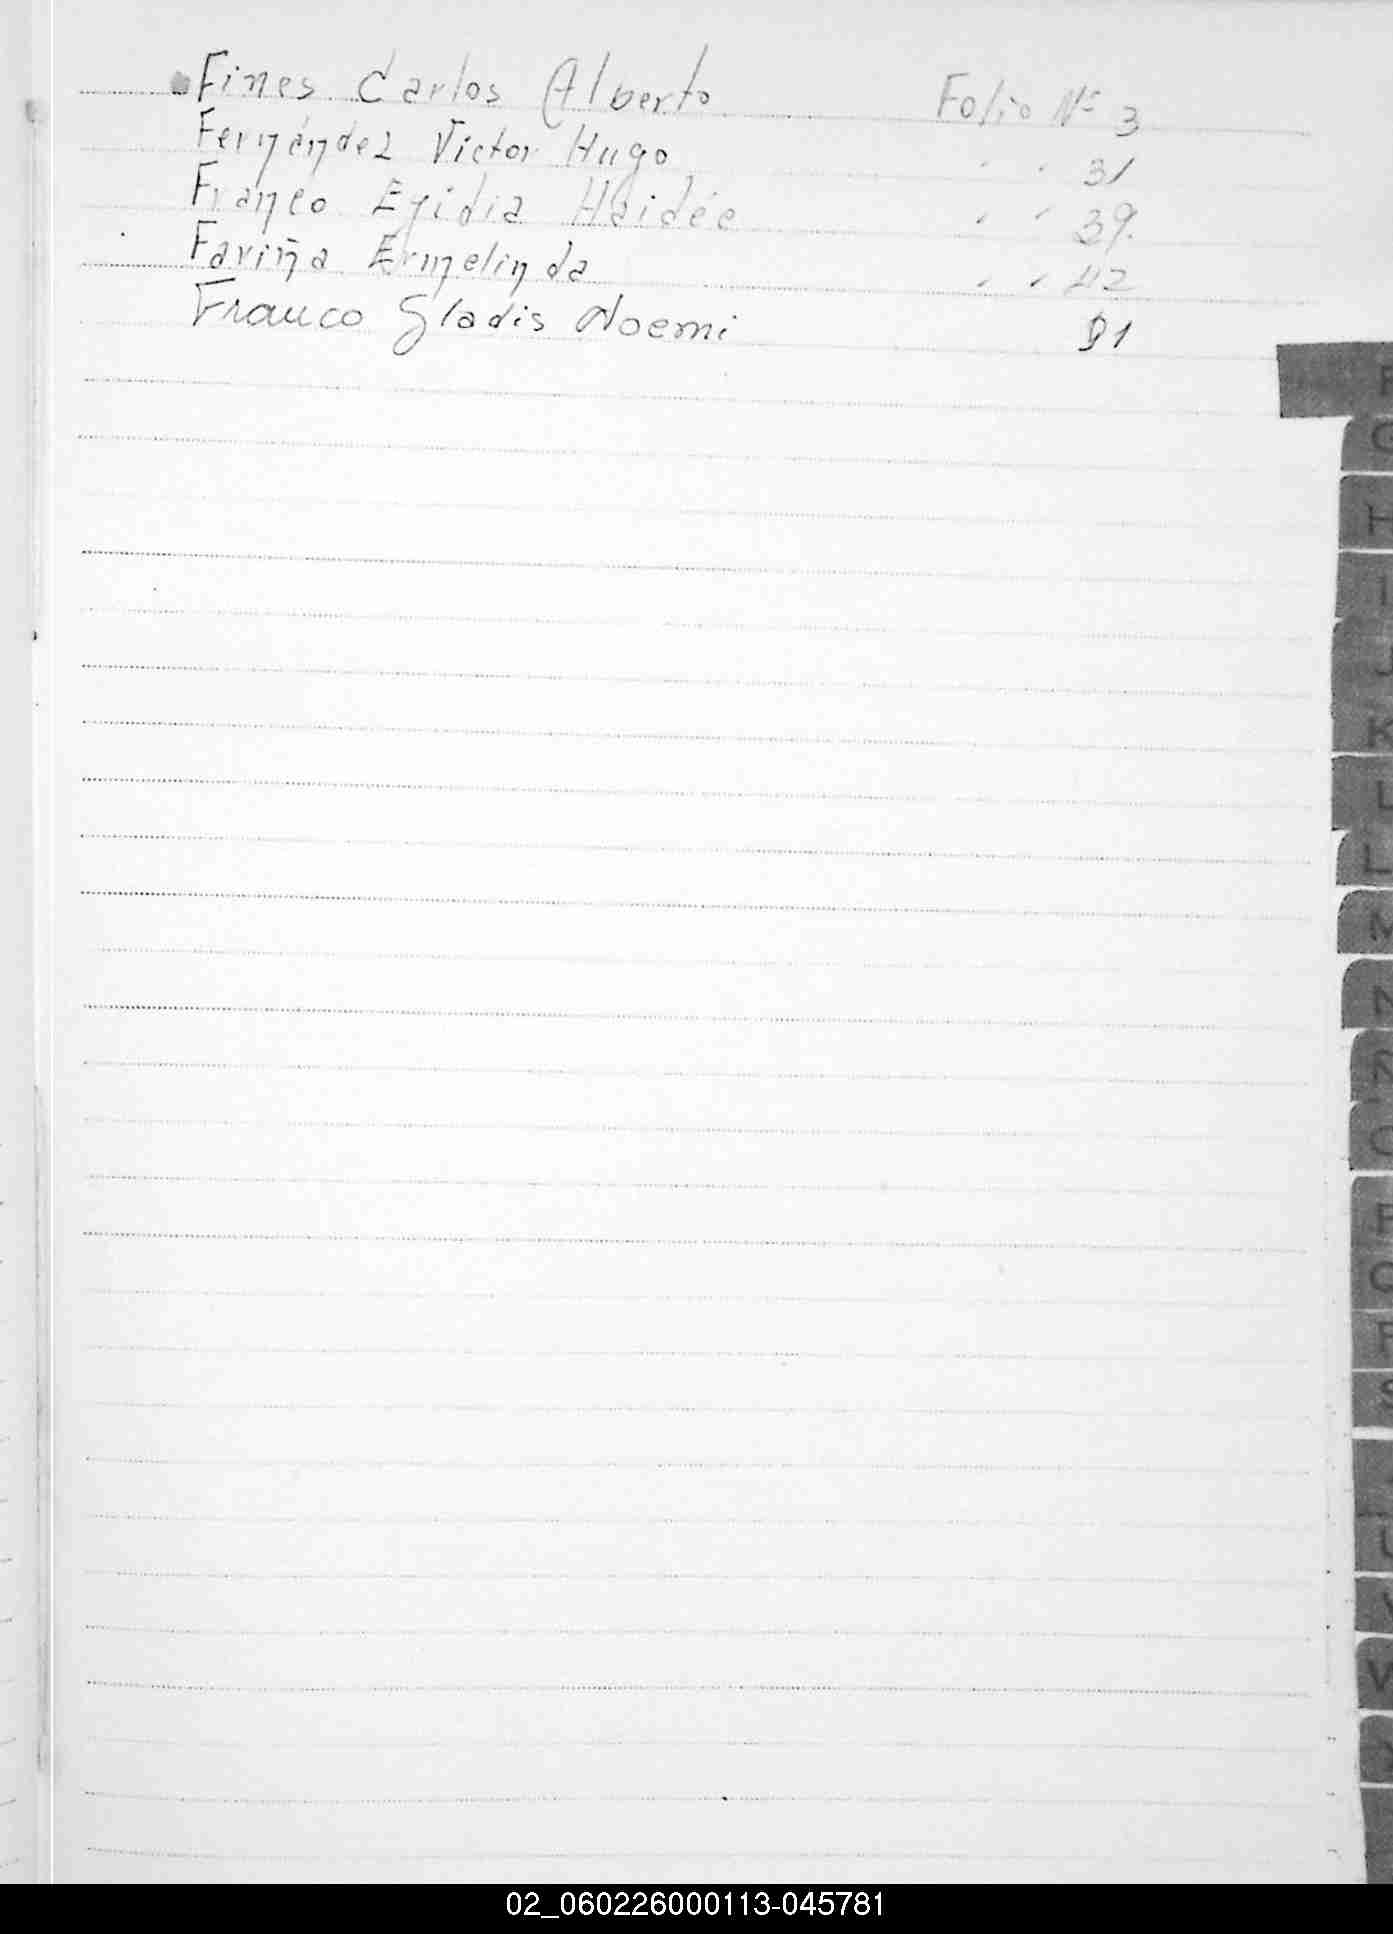 Fines Carlos Alberto Folio Nº 3
Fernández Victor Hugo " " 31
Franco Egidia Haidée " " 39.
Fariña Ermelinda " " 42
Franco Gladis Noemi 91
F
G
H
I
J
K
L
L
M
N
Ñ
O
P
Q
R
S
U
V
W
02_060226000113-045781